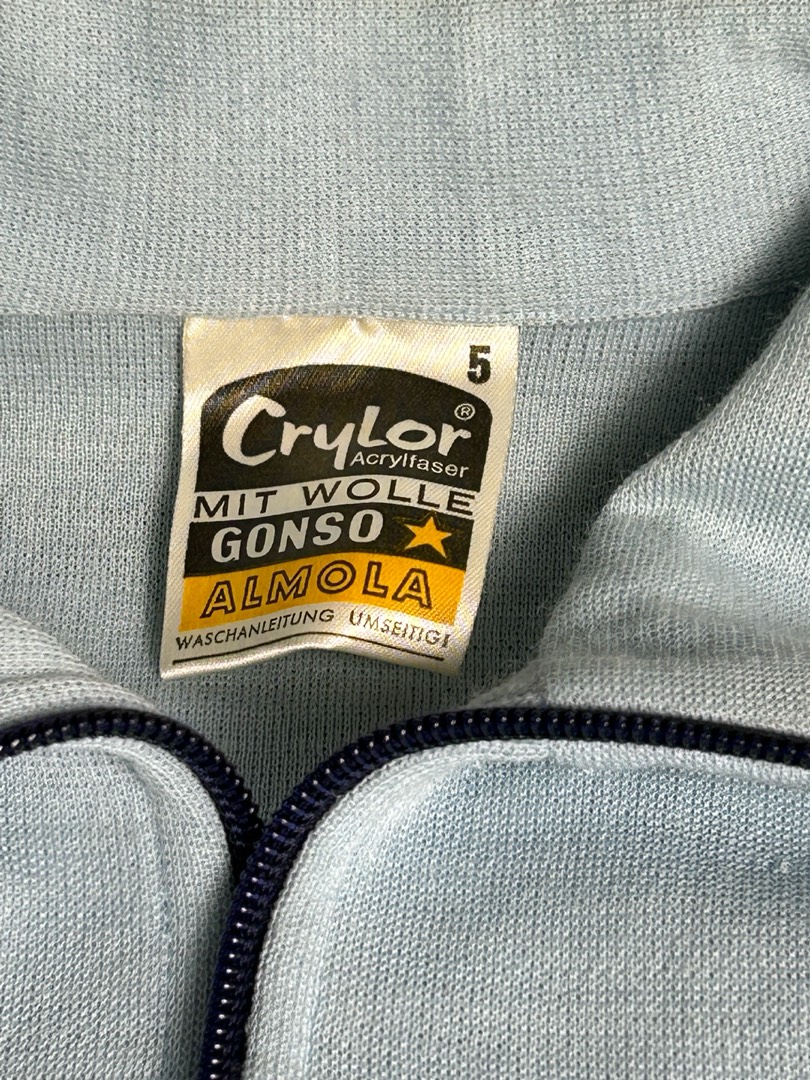 5
Crylor®
Acrylfaser
MIT WOLLE
GONSO
ALMOLA
WASCHANLEITUNG UMSEITIG!